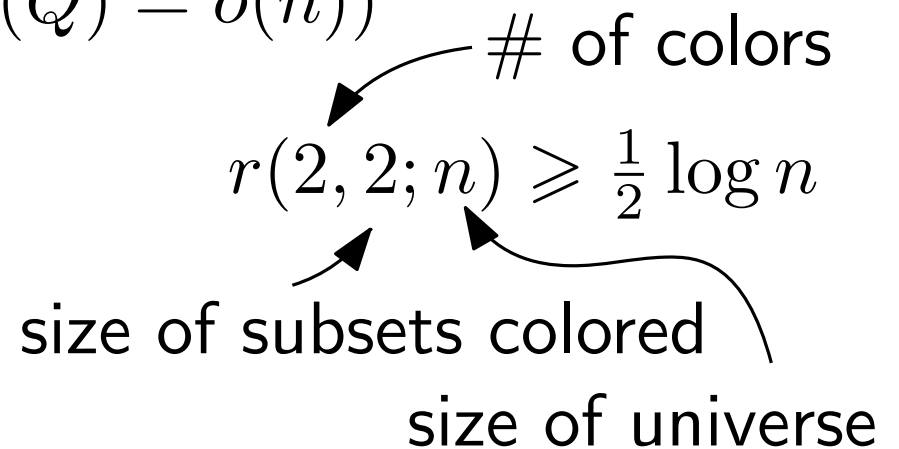 (Q) = o(n))
# of colors
r(2, 2; n) ⩾ 1/2 log n
size of subsets colored
size of universe